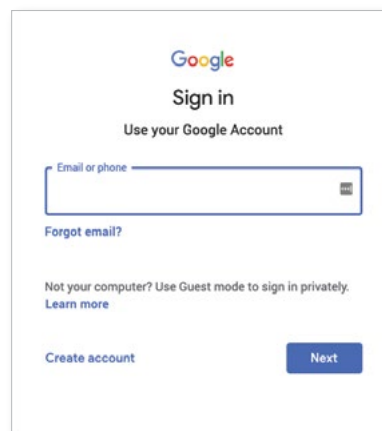 Google
Sign in
Use your Google Account
Email or phone
Forgot email?
Not your computer? Use Guest mode to sign in privately.
Learn more
Create account
Next